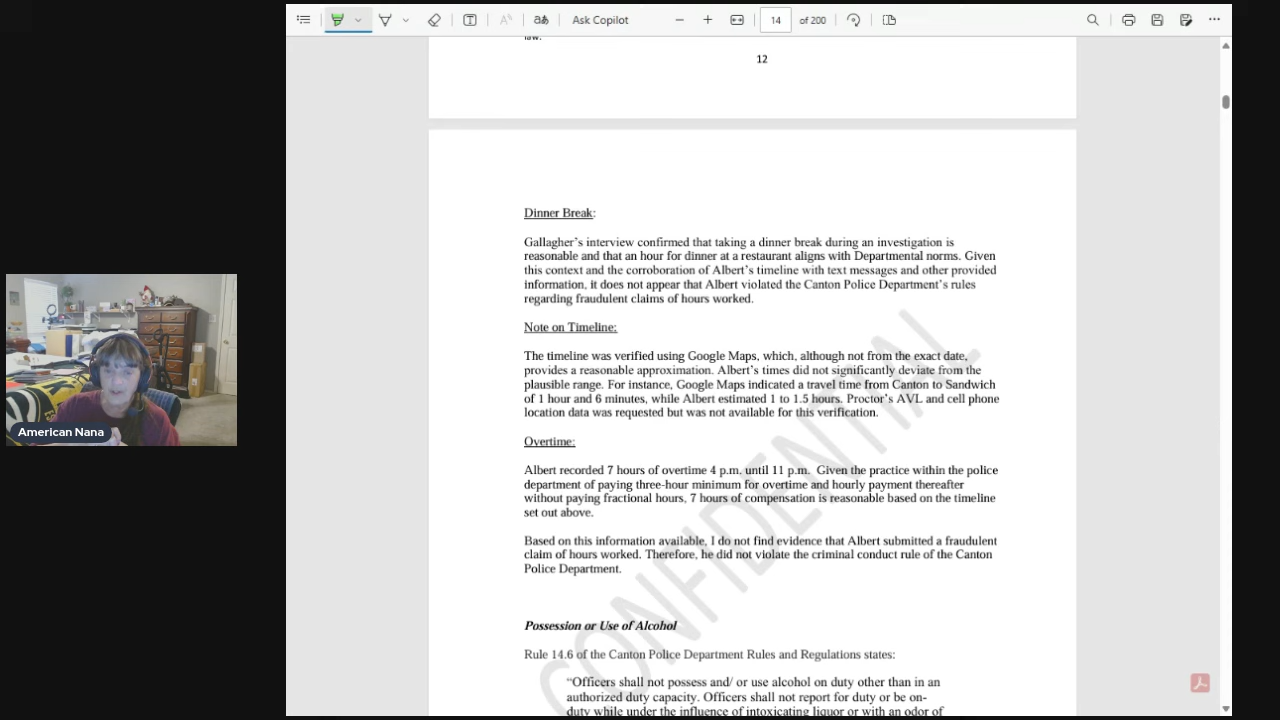 Ask Copilot
14
of 200
law.
12
Dinner Break:
Gallagher's interview confirmed that taking a dinner break during an investigation is
reasonable and that an hour for dinner at a restaurant aligns with Departmental norms. Given
this context and the corroboration of Albert's timeline with text messages and other provided
information, it does not appear that Albert violated the Canton Police Department's rules
regarding fraudulent claims of hours worked.
Note on Timeline:
The timeline was verified using Google Maps, which, although not from the exact date,
provides a reasonable approximation. Albert's times did not significantly deviate from the
plausible range. For instance, Google Maps indicated a travel time from Canton to Sandwich
of 1 hour and 6 minutes, while Albert estimated 1 to 1.5 hours. Proctor's AVL and cell phone
location data was requested but was not available for this verification.
Overtime:
Albert recorded 7 hours of overtime 4 p.m. until 11 p.m. Given the practice within the police
department of paying three-hour minimum for overtime and hourly payment thereafter
without paying fractional hours, 7 hours of compensation is reasonable based on the timeline
set out above.
Based on this information available, I do not find evidence that Albert submitted a fraudulent
claim of hours worked. Therefore, he did not violate the criminal conduct rule of the Canton
Police Department.
Possession or Use of Alcohol
Rule 14.6 of the Canton Police Department Rules and Regulations states:
"Officers shall not possess and/ or use alcohol on duty other than in an
authorized duty capacity. Officers shall not report for duty or be on-
duty while under the influence of intoxicating liquor or with an odor of
CONFIDENTIAL
American Nana